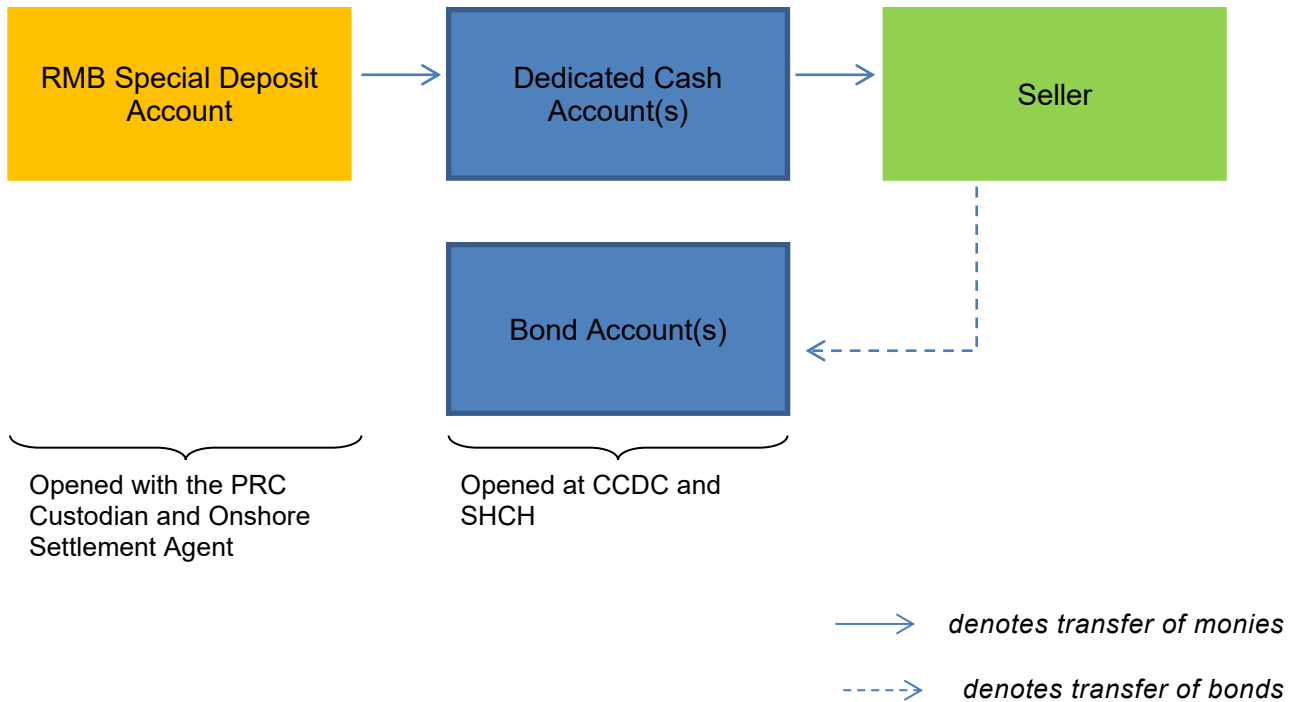 RMB Special Deposit
Account
Dedicated Cash
Account(s)
Seller
Bond Account(s)
Opened with the PRC
Custodian and Onshore
Settlement Agent
Opened at CCDC and
SHCH
denotes transfer of monies
denotes transfer of bonds